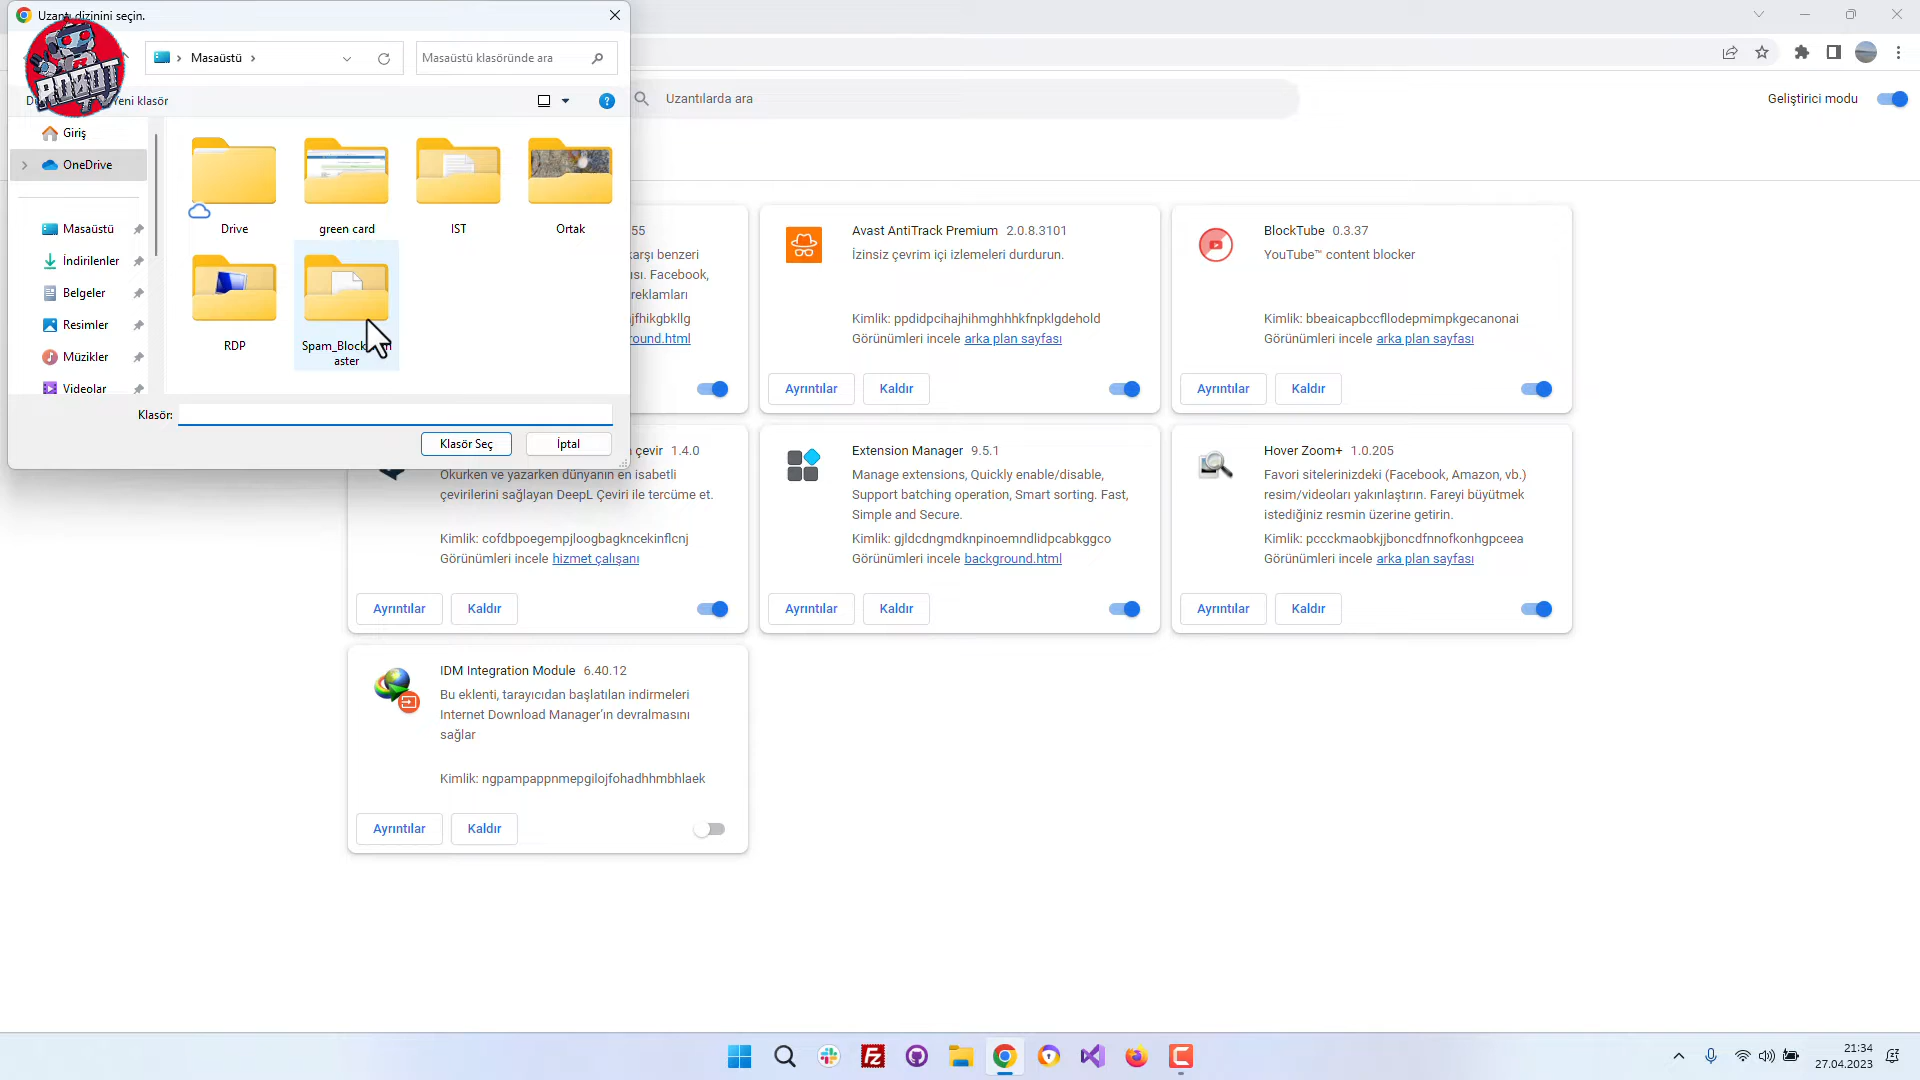 Uzantı dizinini seçin.
ROBOT
TV
Masaüstü
Masaüstü klasöründe ara
Yeni klasör
Giriş
OneDrive
Masaüstü
İndirilenler
Belgeler
Resimler
Müzikler
Videolar
Drive
green card
IST
Ortak
RDP
aster
Klasör:
Klasör Seç
İptal
Uzantılarda ara
Geliştirici modu
55
karşı benzeri
reklamları
jfhikgbkllg
round.html
Avast AntiTrack Premium 2.0.8.3101
İzinsiz çevrim içi izlemeleri durdurun.
Kimlik: ppdidpcihajhihmghhhkfnpklgdehold
Görünümleri incele arka plan sayfası
Ayrıntılar
Kaldır
BlockTube 0.3.37
YouTube™ content blocker
Kimlik: bbeaicapbccfllodepmimpkgecanonai
Görünümleri incele arka plan sayfası
Ayrıntılar
Kaldır
çevir 1.4.0
Okurken ve yazarken dünyanın en isabetli
çevirilerini sağlayan DeepL Çeviri ile tercüme et.
Kimlik: cofdbpoegempjloogbagkncekinflcnj
Görünümleri incele hizmet çalışanı
Ayrıntılar
Kaldır
Extension Manager 9.5.1
Manage extensions, Quickly enable/disable,
Support batching operation, Smart sorting. Fast,
Simple and Secure.
Kimlik: gjldcdngmdknpinoemndlidpcabkggco
Görünümleri incele background.html
Ayrıntılar
Kaldır
Hover Zoom+ 1.0.205
Favori sitelerinizdeki (Facebook, Amazon, vb.)
resim/videoları yakınlaştırın. Fareyi büyütmek
istediğiniz resmin üzerine getirin.
Kimlik: pccckmaobkjjboncdfnnofkonhgpceea
Görünümleri incele arka plan sayfası
Ayrıntılar
Kaldır
IDM Integration Module 6.40.12
Bu eklenti, tarayıcıdan başlatılan indirmeleri
Internet Download Manager'ın devralmasını
sağlar
Kimlik: ngpampappnmepgilojfohadhhmbhlaek
Ayrıntılar
Kaldır
21:34
27.04.2023